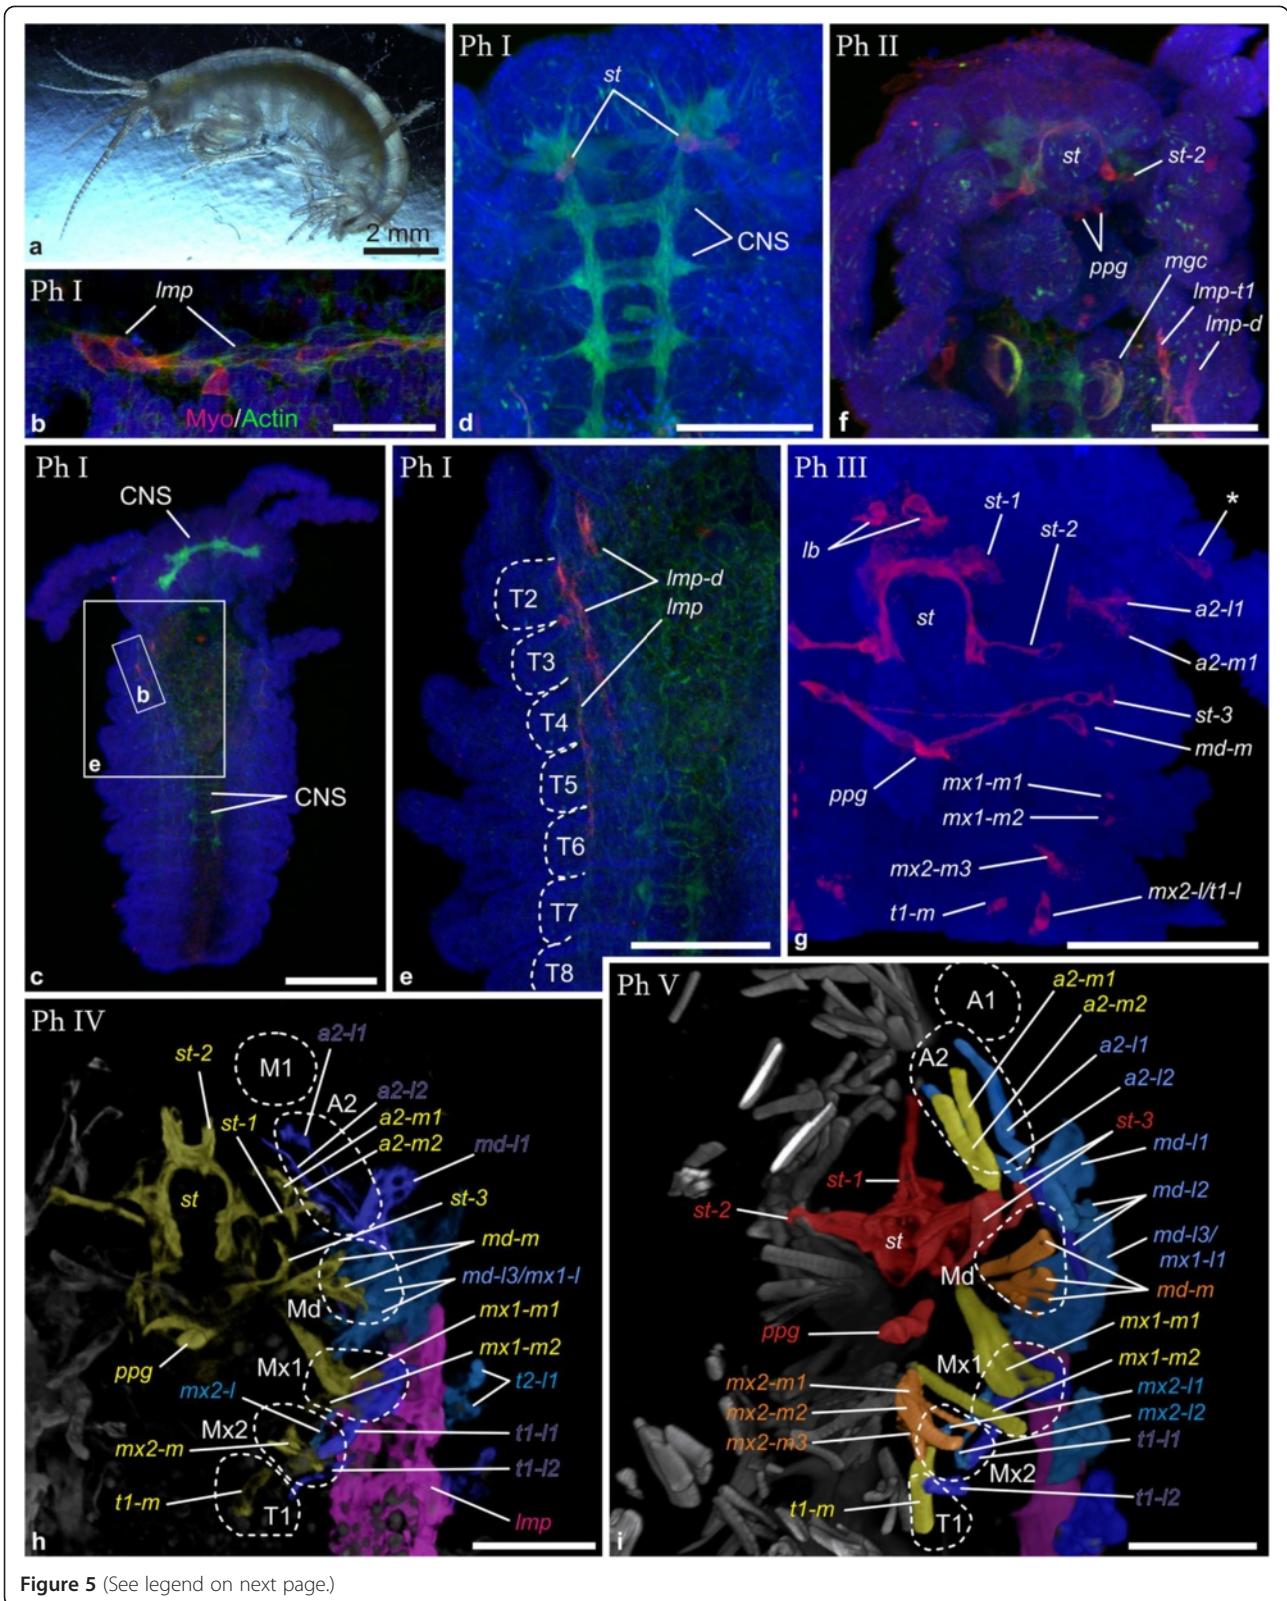 a
2 mm
Ph I
lmp
b
Myo/Actin
Ph I
st
CNS
d
Ph II
st
st-2
ppg
mgc
lmp-t1
lmp-d
f
Ph I
CNS
b
e
CNS
c
Ph I
lmp-d
lmp
T2
T3
T4
T5
T6
T7
T8
e
Ph III
lb
st-1
st-2
*
st
a2-l1
a2-m1
st-3
md-m
ppg
mx1-m1
mx1-m2
mx2-m3
mx2-l/t1-l
t1-m
g
Ph IV
st-2
M1
a2-l1
A2
a2-l2
st-1
a2-m1
a2-m2
md-l1
st
st-3
md-m
md-l3/mx1-l
Md
mx1-m1
mx1-m2
ppg
Mx1
mx2-l
t2-l1
Mx2
mx2-m
t1-l1
t1-l2
t1-m
T1
lmp
h
Ph V
A1
a2-m1
a2-m2
A2
a2-l1
a2-l2
st-3
md-l1
st-1
md-l2
st-2
st
md-l3/
mx1-l1
Md
md-m
ppg
mx1-m1
Mx1
mx1-m2
mx2-m1
mx2-l1
mx2-m2
mx2-l2
mx2-m3
t1-l1
Mx2
t1-m
t1-l2
T1
i
Figure 5 (See legend on next page.)